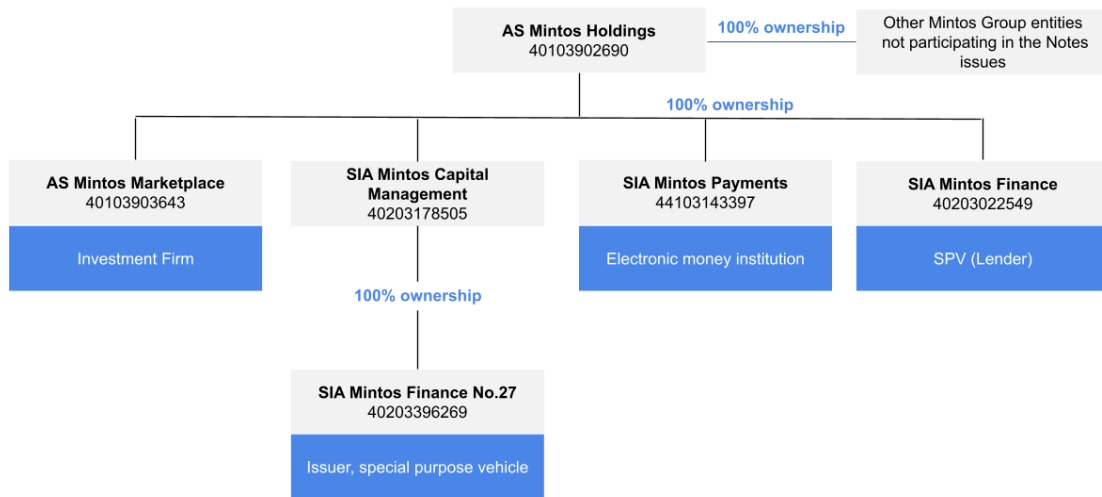 AS Mintos Holdings
40103902690
100% ownership
Other Mintos Group entities
not participating in the Notes
issues
100% ownership
AS Mintos Marketplace
40103903643
Investment Firm
SIA Mintos Capital
Management
40203178505
SIA Mintos Payments
44103143397
Electronic money institution
SIA Mintos Finance
40203022549
SPV (Lender)
100% ownership
SIA Mintos Finance No.27
40203396269
Issuer, special purpose vehicle